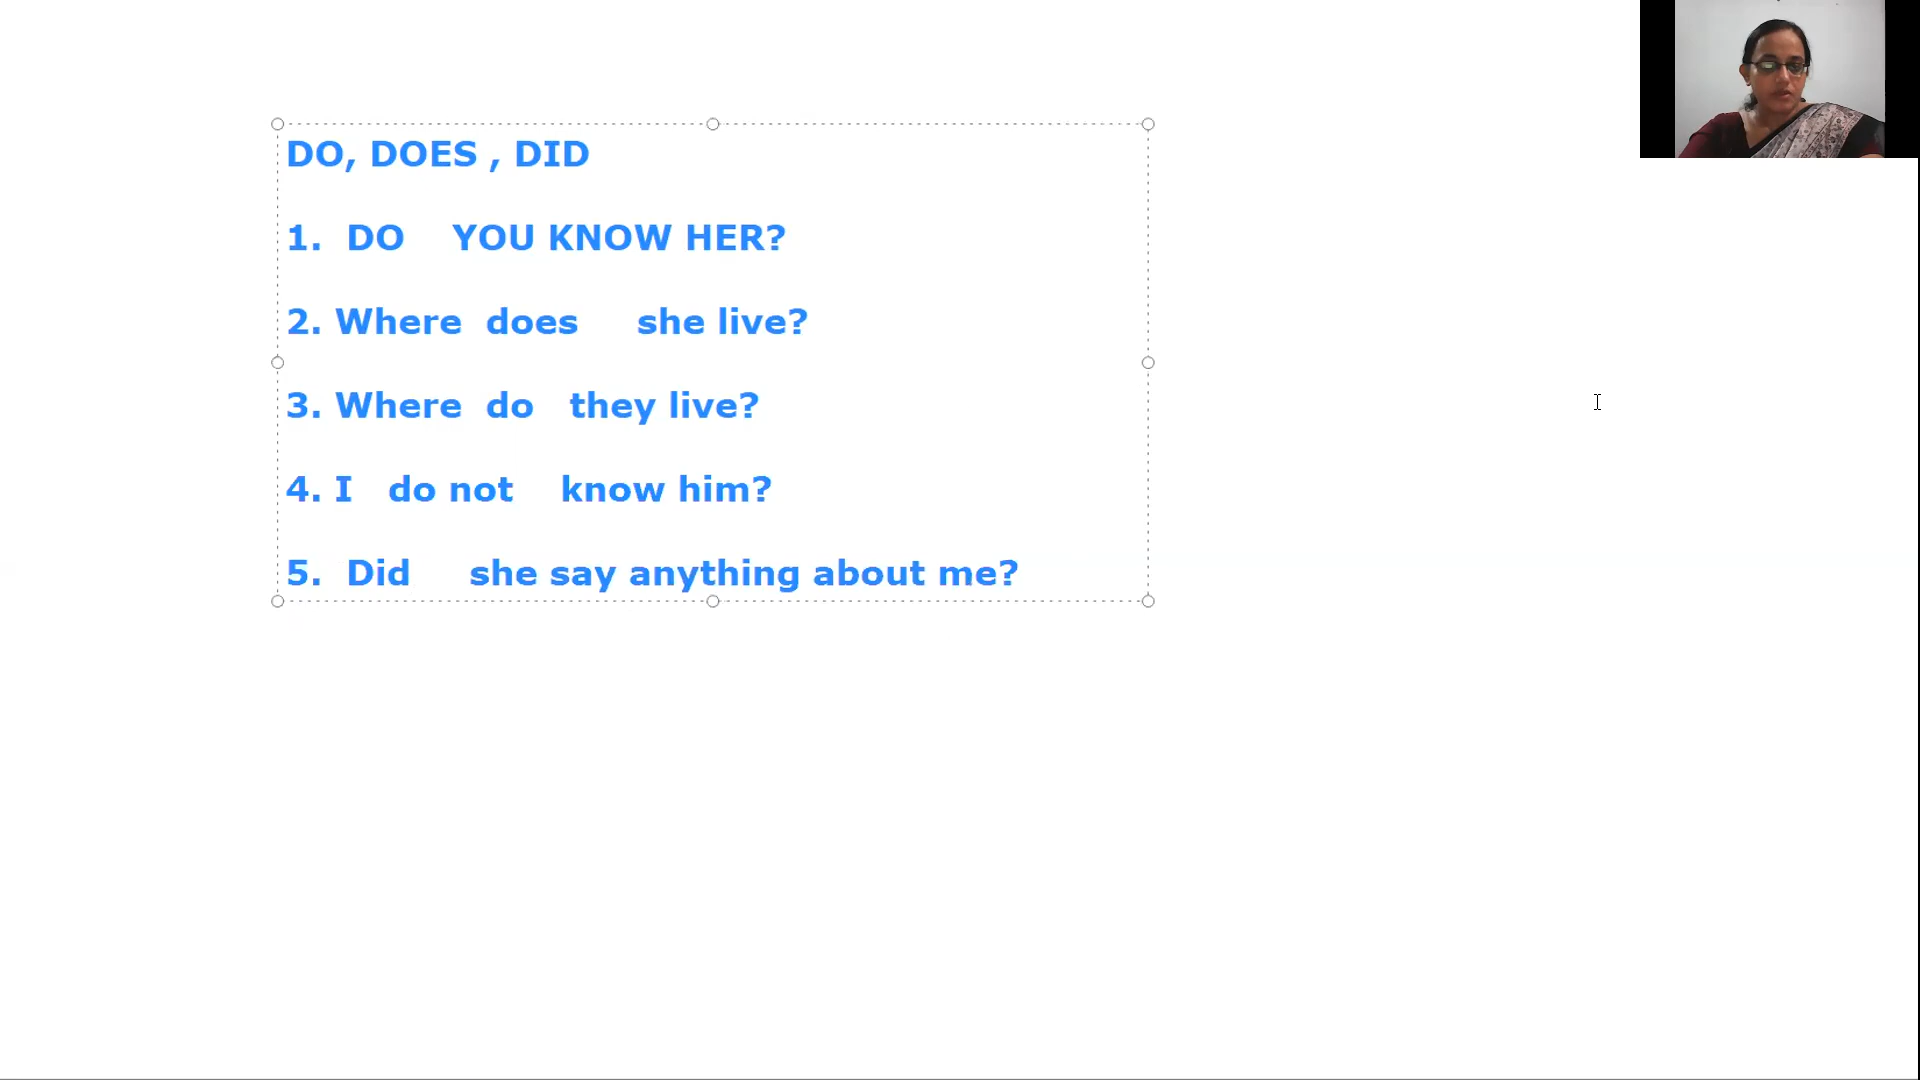 DO, DOES , DID
1. DO YOU KNOW HER?
2. Where does she live?
3. Where do they live?
4. I do not know him?
5. Did she say anything about me?